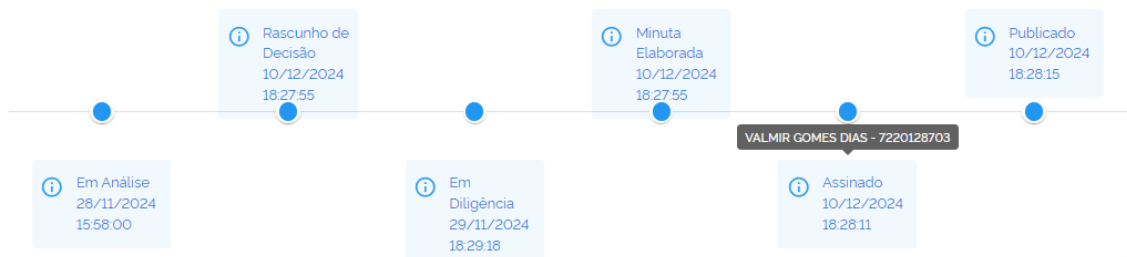 Rascunho de
Decisão
10/12/2024
18:27:55
Minuta
Elaborada
10/12/2024
18:27:55
Publicado
10/12/2024
18:28:15
VALMIR GOMES DIAS - 7220128703
Em Análise
28/11/2024
15:58:00
Em
Diligência
29/11/2024
18:29:18
Assinado
10/12/2024
18:28:11